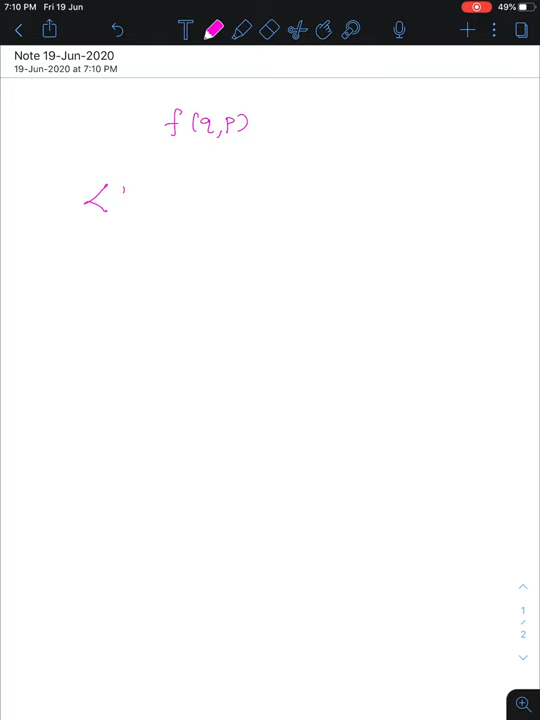 7:10 PM Fri 19 Jun 49%
T
Note 19-Jun-2020
19-Jun-2020 at 7:10 PM
f(q,p)
<'
1
/
2